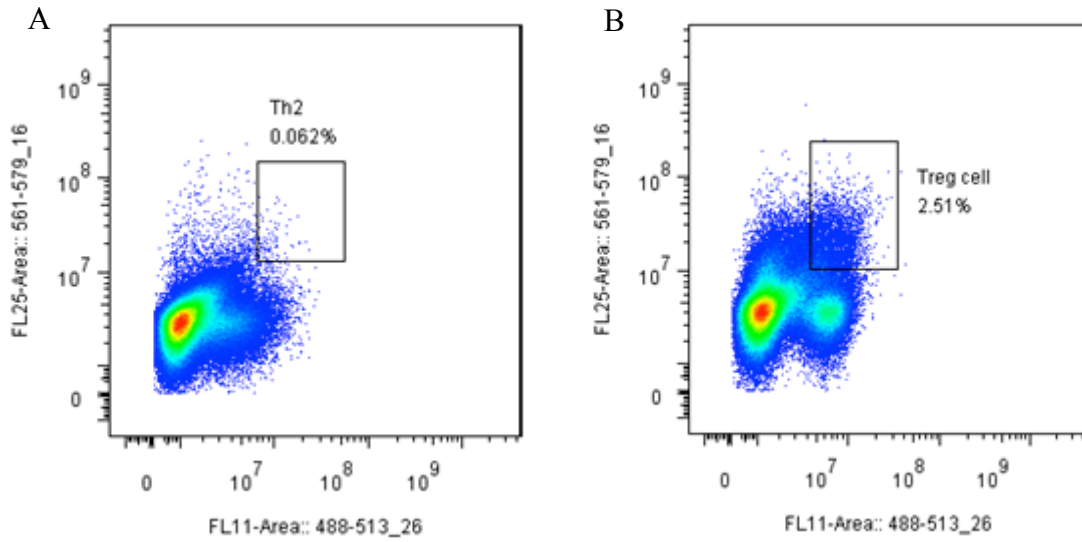 A
B
Th2
0.062%
Treg cell
2.51%
10⁹
10⁸
10⁷
0
FL25-Area:: 561-579_16
0
10⁷
10⁸
10⁹
FL11-Area:: 488-513_26
10⁹
10⁸
10⁷
0
FL25-Area:: 561-579_16
0
10⁷
10⁸
10⁹
FL11-Area:: 488-513_26